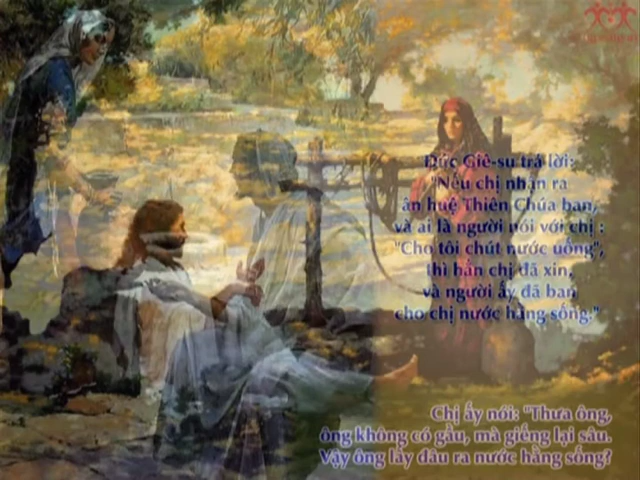 Đức Giê-su trả lời:
"Nếu chị nhận ra
ân huệ Thiên Chúa ban,
và ai là người nói với chị :
"Cho tôi chút nước uống",
thì hẳn chị đã xin,
và người ấy đã ban
cho chị nước hằng sống."
Chị ấy nói: "Thưa ông,
ông không có gầu, mà giếng lại sâu.
Vậy ông lấy đâu ra nước hằng sống?